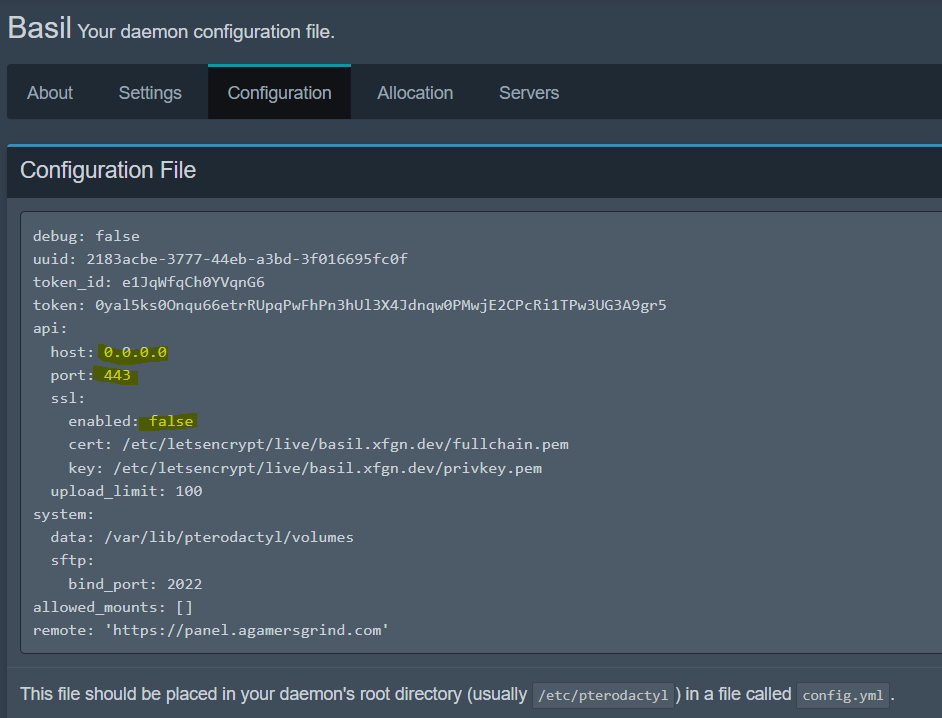 Basil Your daemon configuration file.
About Settings Configuration Allocation Servers
Configuration File
debug: false
uuid: 2183acbe-3777-44eb-a3bd-3f016695fc0f
token_id: e1JqWfqCh0YVqnG6
token: 0yal5ks0Onqu66etrRUpqPwFhPn3hUl3X4Jdnqw0PMwjE2CPcRi1TPw3UG3A9gr5
api:
host: 0.0.0.0
port: 443
ssl:
enabled: false
cert: /etc/letsencrypt/live/basil.xfgn.dev/fullchain.pem
key: /etc/letsencrypt/live/basil.xfgn.dev/privkey.pem
upload_limit: 100
system:
data: /var/lib/pterodactyl/volumes
sftp:
bind_port: 2022
allowed_mounts: []
remote: 'https://panel.agamersgrind.com'
This file should be placed in your daemon's root directory (usually /etc/pterodactyl ) in a file called config.yml .